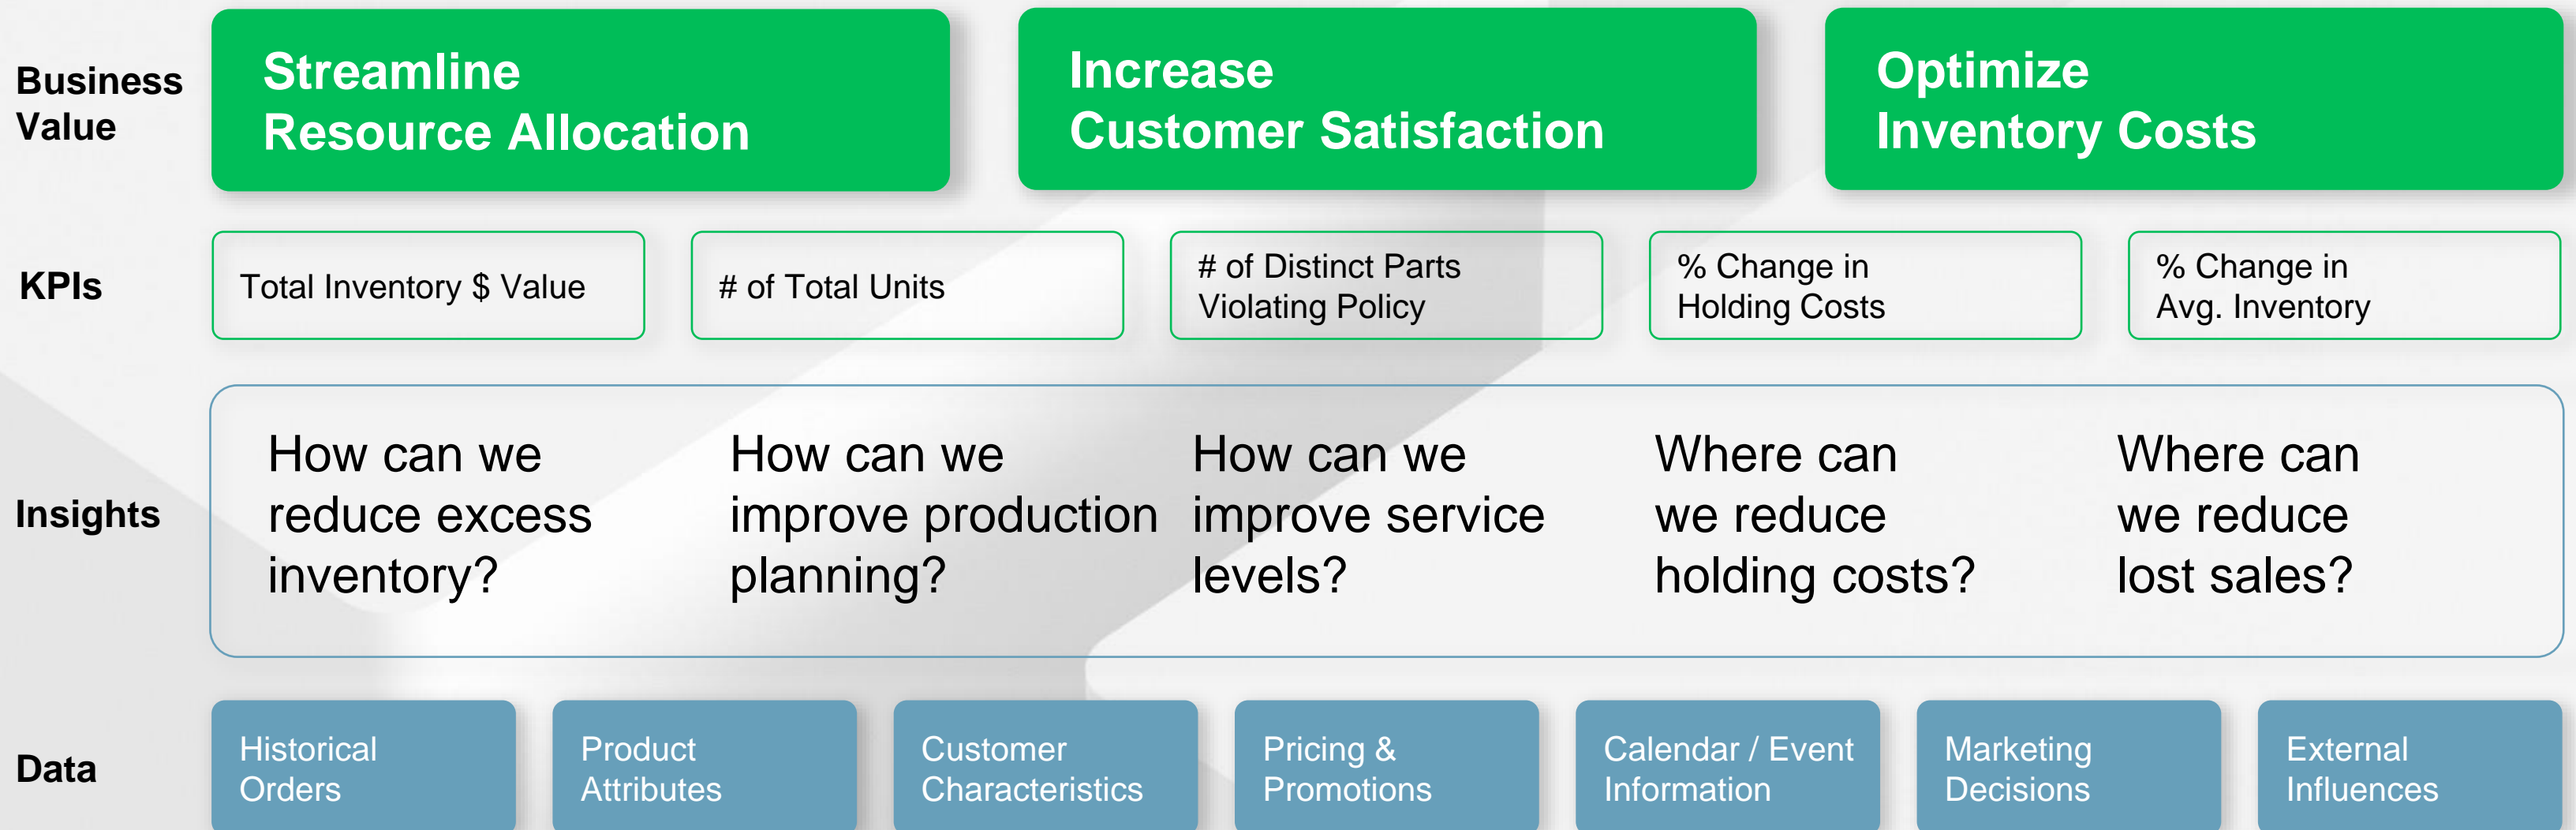 Business
Value
Streamline
Resource Allocation
Increase
Customer Satisfaction
Optimize
Inventory Costs
KPIs
Total Inventory $ Value
# of Total Units
# of Distinct Parts
Violating Policy
% Change in
Holding Costs
% Change in
Avg. Inventory
Insights
How can we
reduce excess
inventory?
How can we
improve production
planning?
How can we
improve service
levels?
Where can
we reduce
holding costs?
Where can
we reduce
lost sales?
Data
Historical
Orders
Product
Attributes
Customer
Characteristics
Pricing &
Promotions
Calendar / Event
Information
Marketing
Decisions
External
Influences